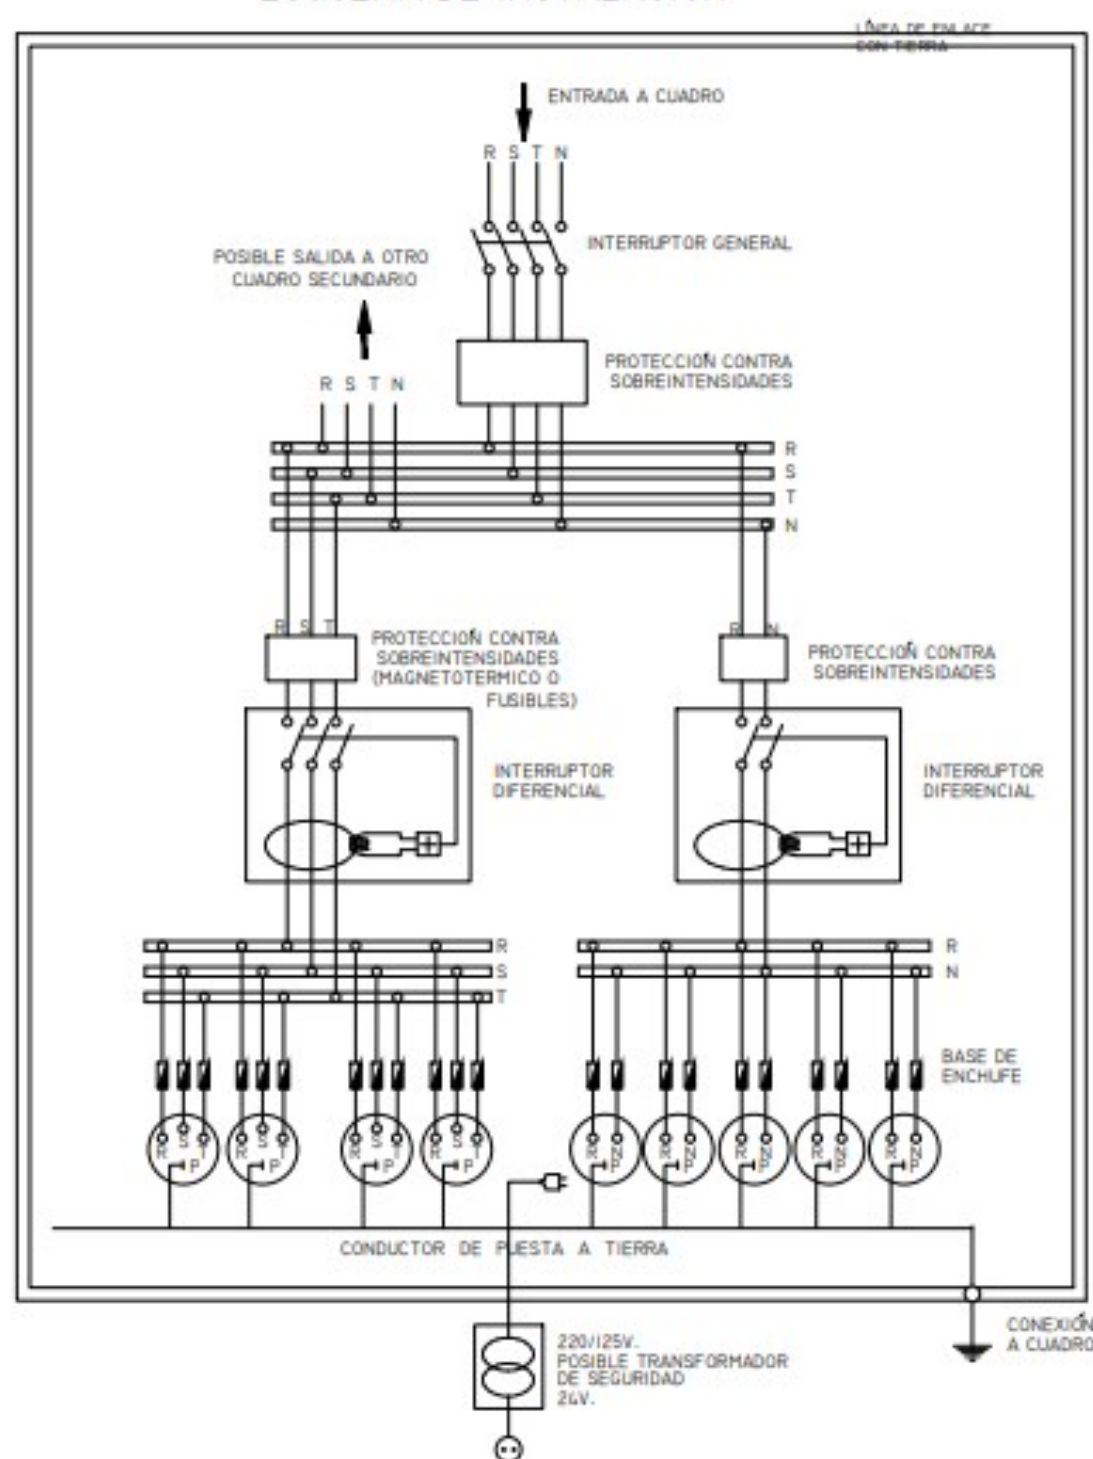 LÍNEA DE ENLACE
CON TIERRA
ENTRADA A CUADRO
R S T N
INTERRUPTOR GENERAL
POSIBLE SALIDA A OTRO
CUADRO SECUNDARIO
PROTECCIÓN CONTRA
SOBREINTENSIDADES
R S T N
R
S
T
N
R S T
PROTECCIÓN CONTRA
SOBREINTENSIDADES
(MAGNETOTERMICO O
FUSIBLES)
R N
PROTECCIÓN CONTRA
SOBREINTENSIDADES
INTERRUPTOR
DIFERENCIAL
INTERRUPTOR
DIFERENCIAL
R
S
T
R
N
BASE DE
ENCHUFE
R S T P
R S T P
R S T P
R S T P
R N P
R N P
R N P
R N P
R N P
CONDUCTOR DE PUESTA A TIERRA
CONEXIÓN
A CUADRO
220/125V.
POSIBLE TRANSFORMADOR
DE SEGURIDAD
24V.